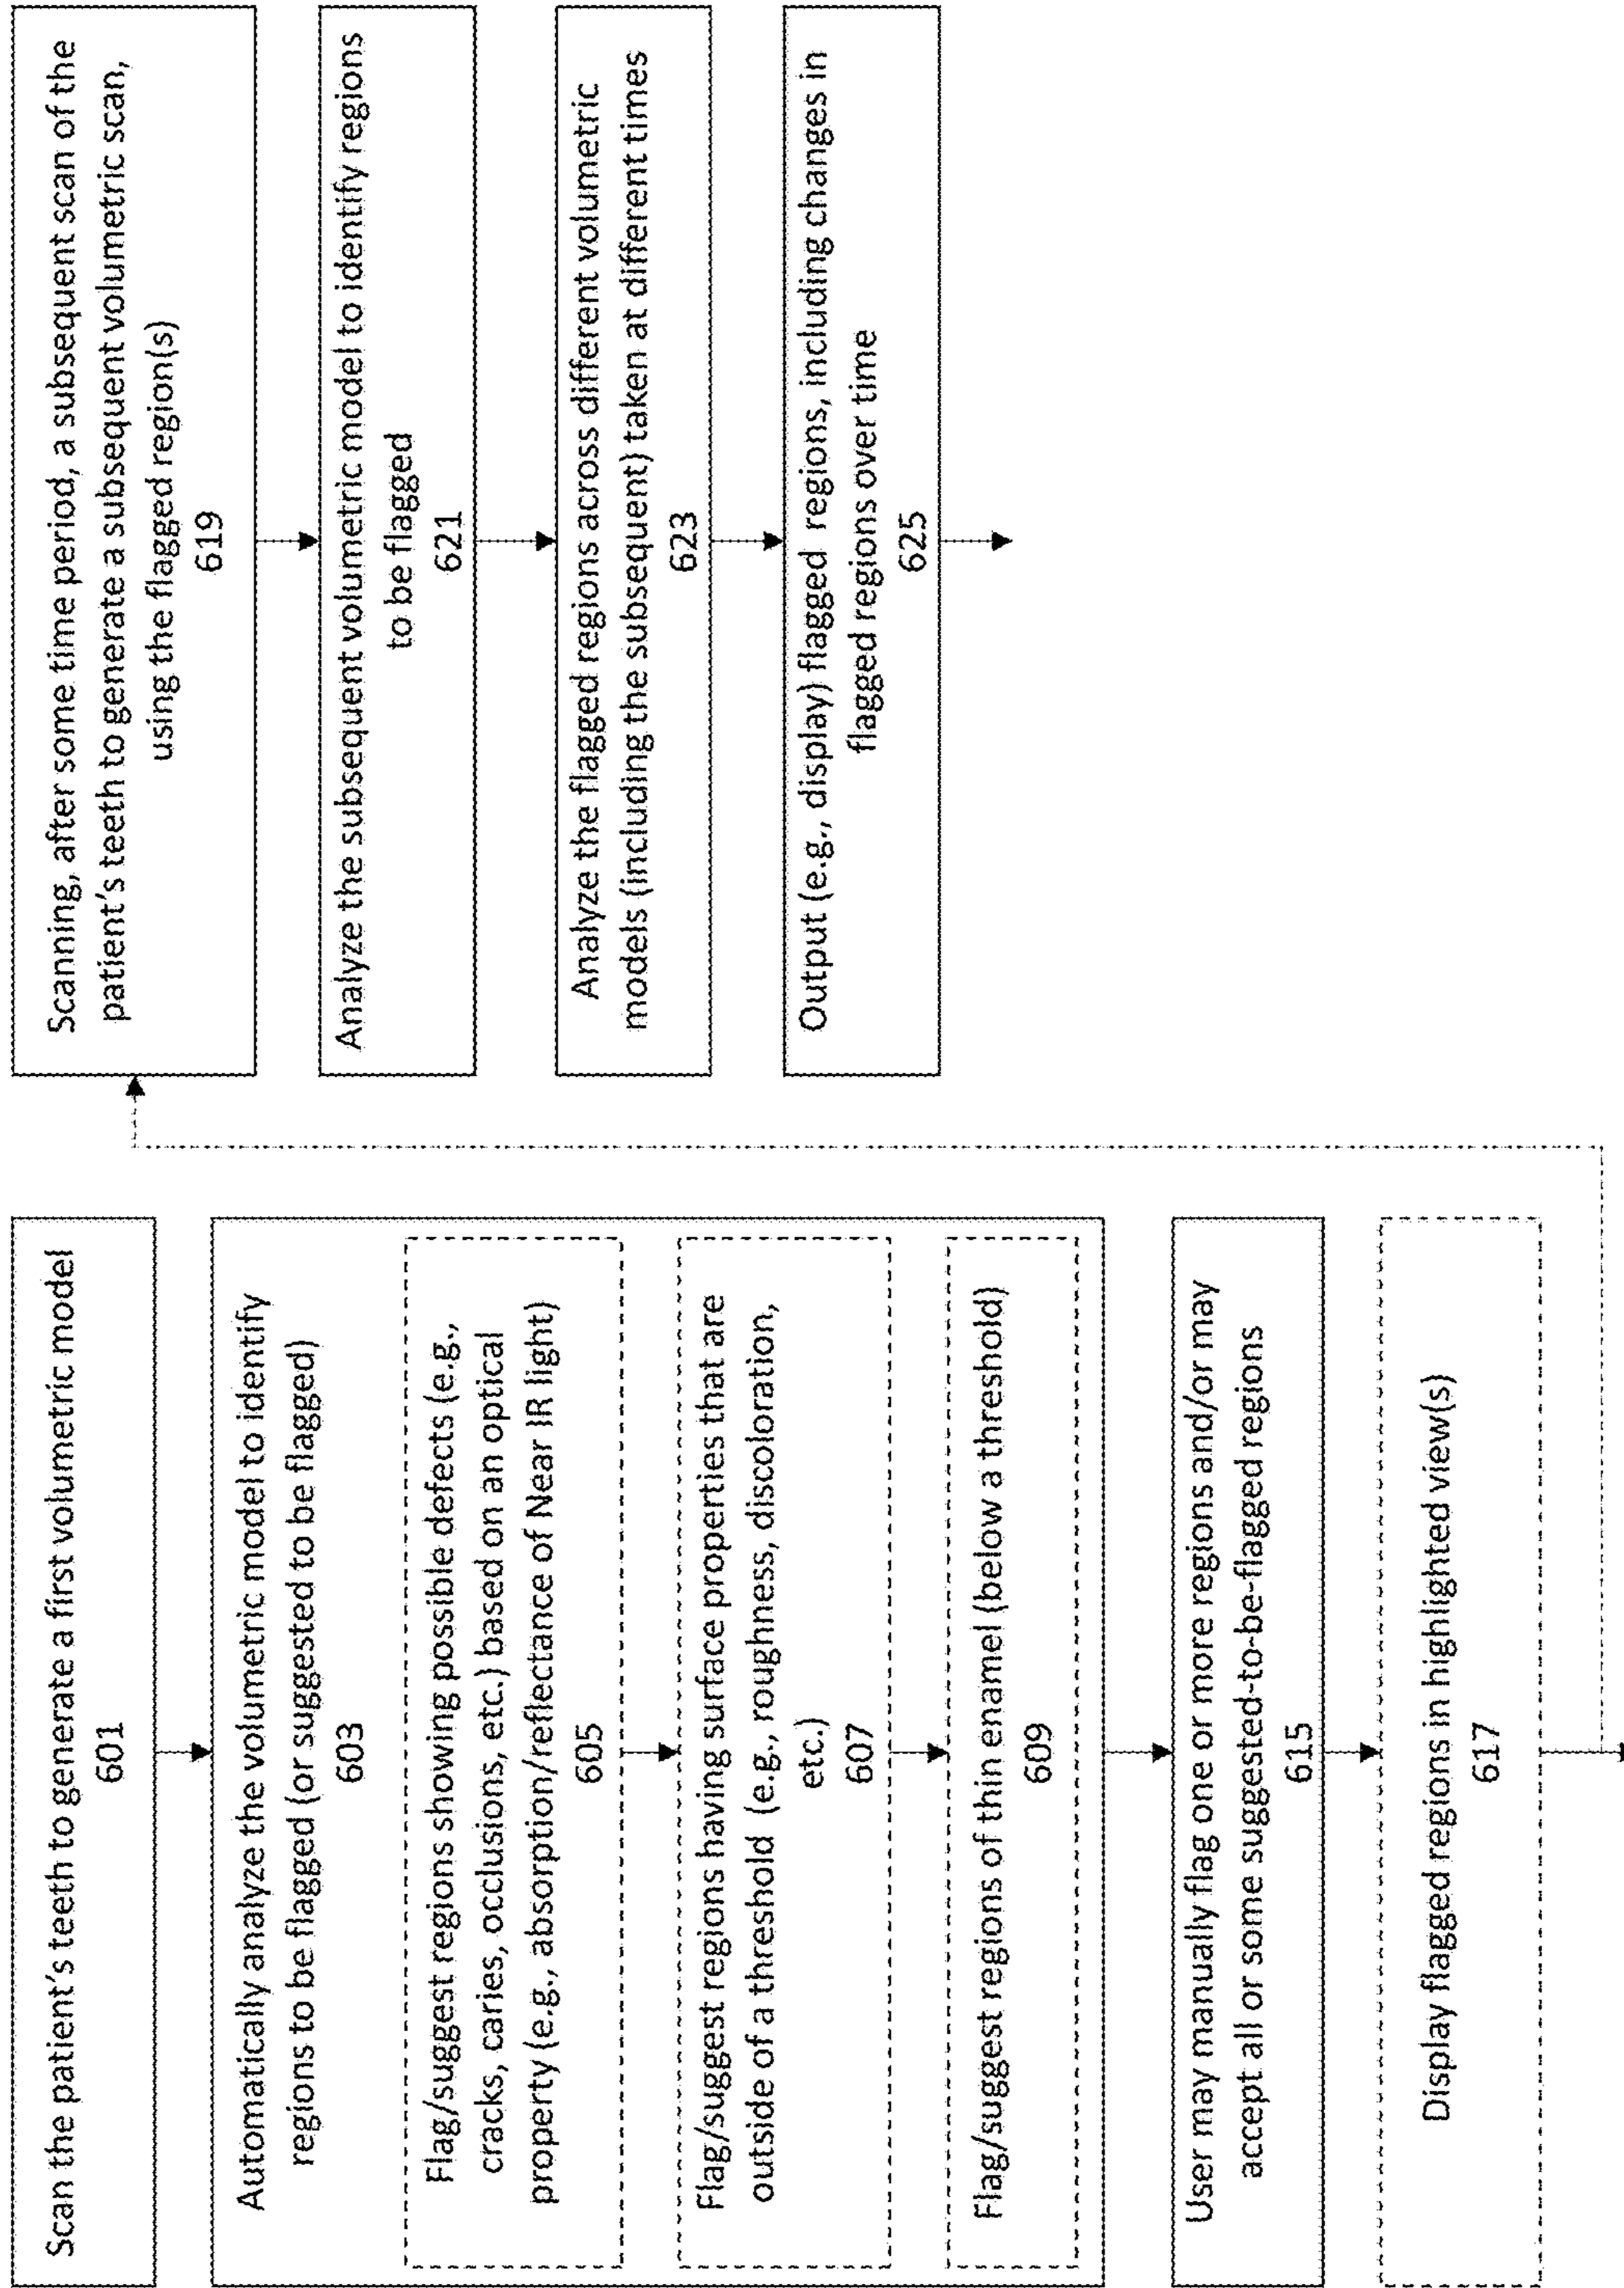 Scan the patient's teeth to generate a first volumetric model
601
Automatically analyze the volumetric model to identify
regions to be flagged (or suggested to be flagged)
603
Flag/suggest regions showing possible defects (e.g.,
cracks, caries, occlusions, etc.) based on an optical
property (e.g., absorption/reflectance of Near IR light)
605
Flag/suggest regions having surface properties that are
outside of a threshold (e.g., roughness, discoloration,
etc.)
607
Flag/suggest regions of thin enamel (below a threshold)
609
User may manually flag one or more regions and/or may
accept all or some suggested-to-be-flagged regions
615
Display flagged regions in highlighted view(s)
617
Scanning, after some time period, a subsequent scan of the
patient's teeth to generate a subsequent volumetric scan,
using the flagged region(s)
619
Analyze the subsequent volumetric model to identify regions
to be flagged
621
Analyze the flagged regions across different volumetric
models (including the subsequent) taken at different times
623
Output (e.g., display) flagged regions, including changes in
flagged regions over time
625